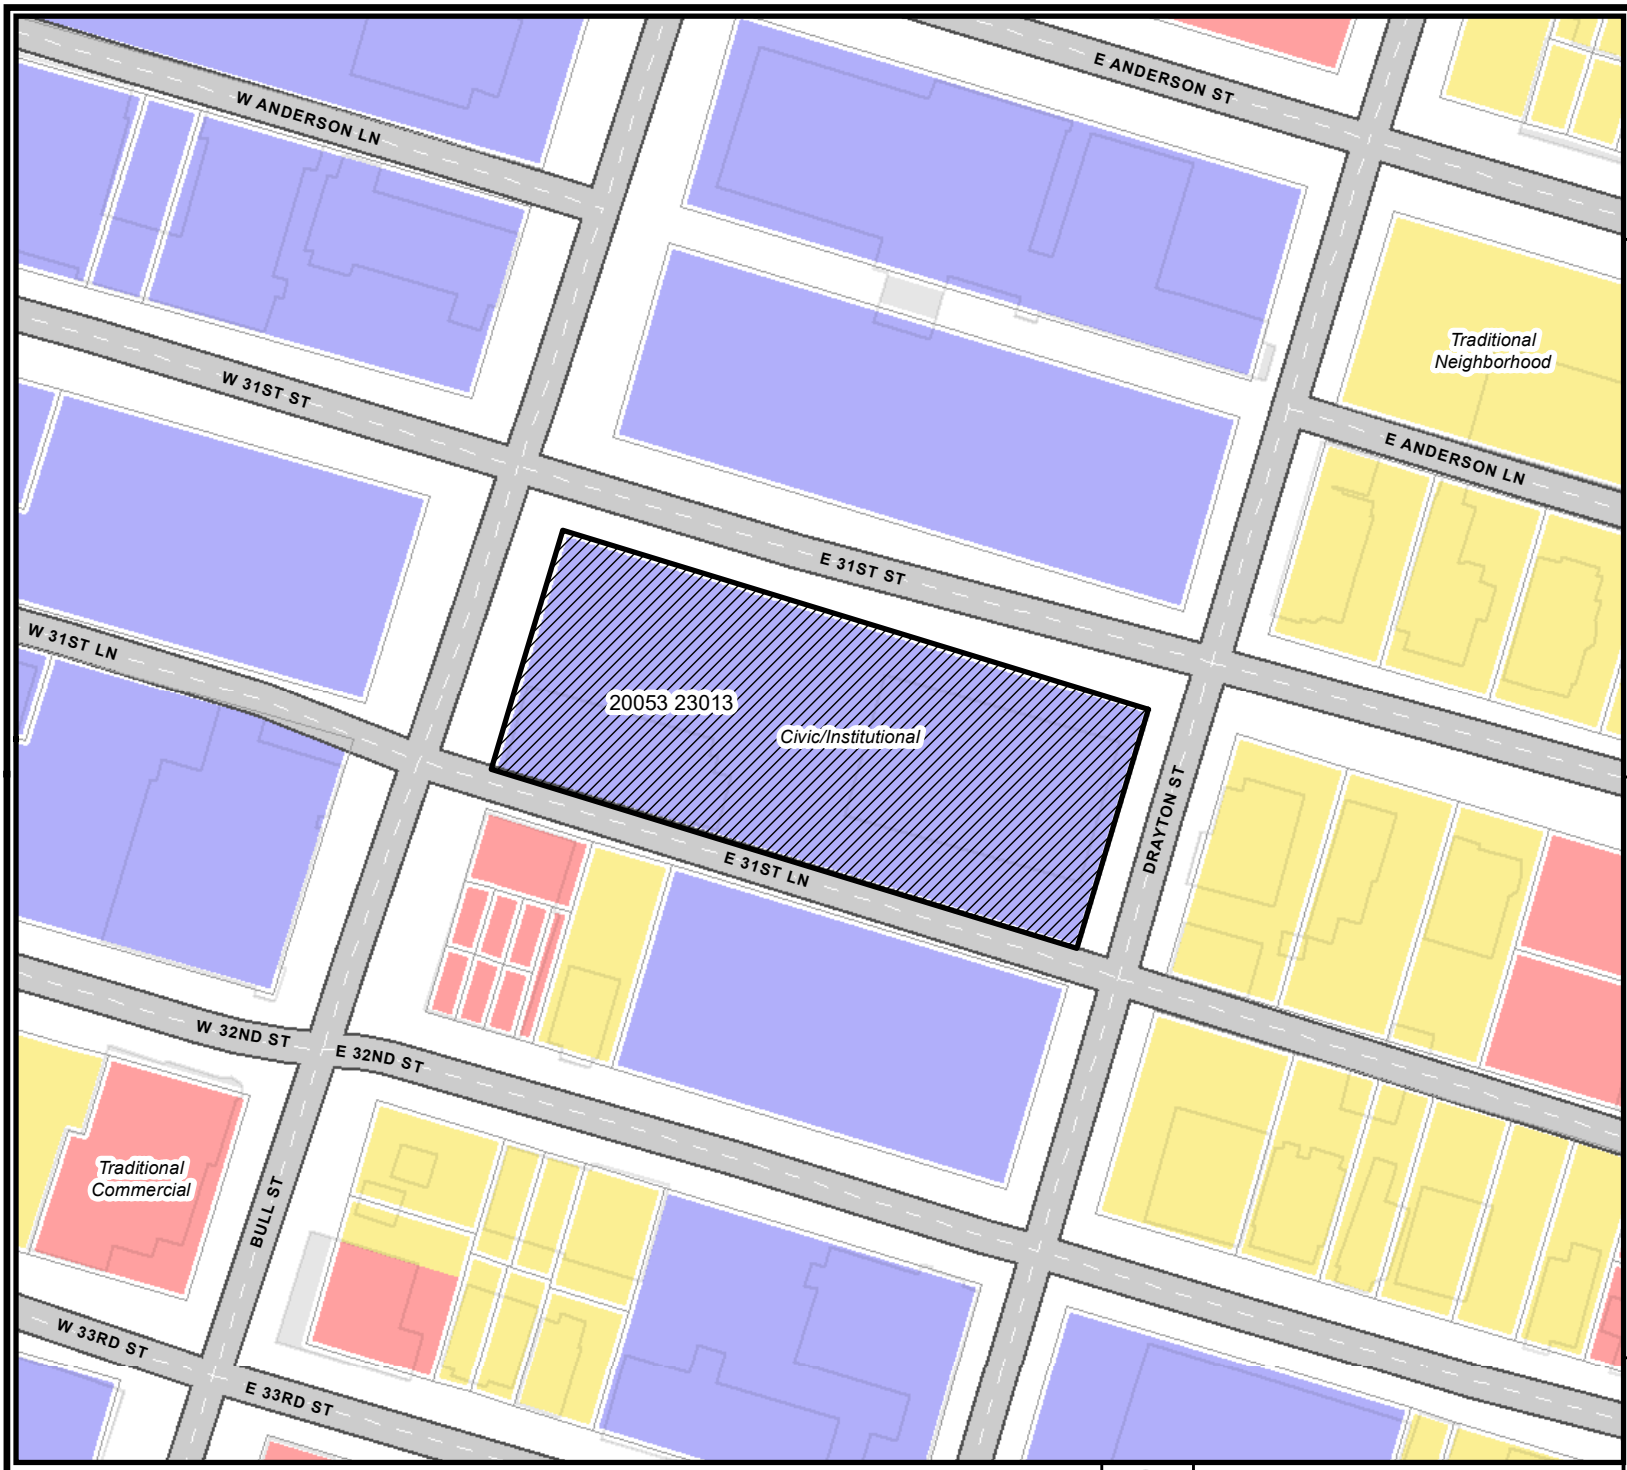 E ANDERSON ST
W ANDERSON LN
Traditional
Neighborhood
W 31ST ST
E ANDERSON LN
E 31ST ST
W 31ST LN
20053 23013
Civic/Institutional
DRAYTON ST
E 31ST LN
W 32ND ST
E 32ND ST
Traditional
Commercial
BULL ST
W 33RD ST
E 33RD ST